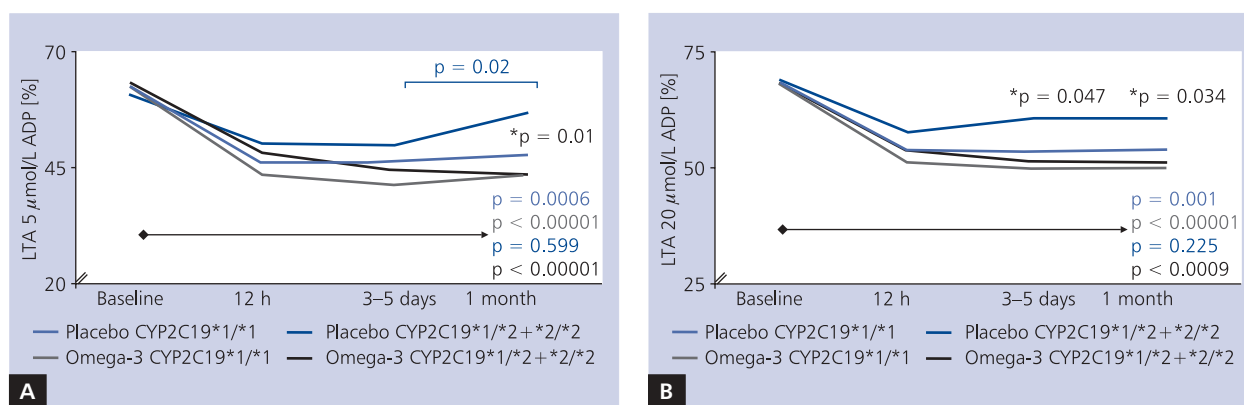 70
p = 0.02
*p = 0.01
45
p = 0.0006
p < 0.00001
p = 0.599
p < 0.00001
20
LTA 5 μmol/L ADP [%]
Baseline 12 h 3–5 days 1 month
Placebo CYP2C19*1/*1 Placebo CYP2C19*1/*2+*2/*2
Omega-3 CYP2C19*1/*1 Omega-3 CYP2C19*1/*2+*2/*2
A
75
*p = 0.047 *p = 0.034
50
p = 0.001
p < 0.00001
p = 0.225
p < 0.0009
25
LTA 20 μmol/L ADP [%]
Baseline 12 h 3–5 days 1 month
Placebo CYP2C19*1/*1 Placebo CYP2C19*1/*2+*2/*2
Omega-3 CYP2C19*1/*1 Omega-3 CYP2C19*1/*2+*2/*2
B